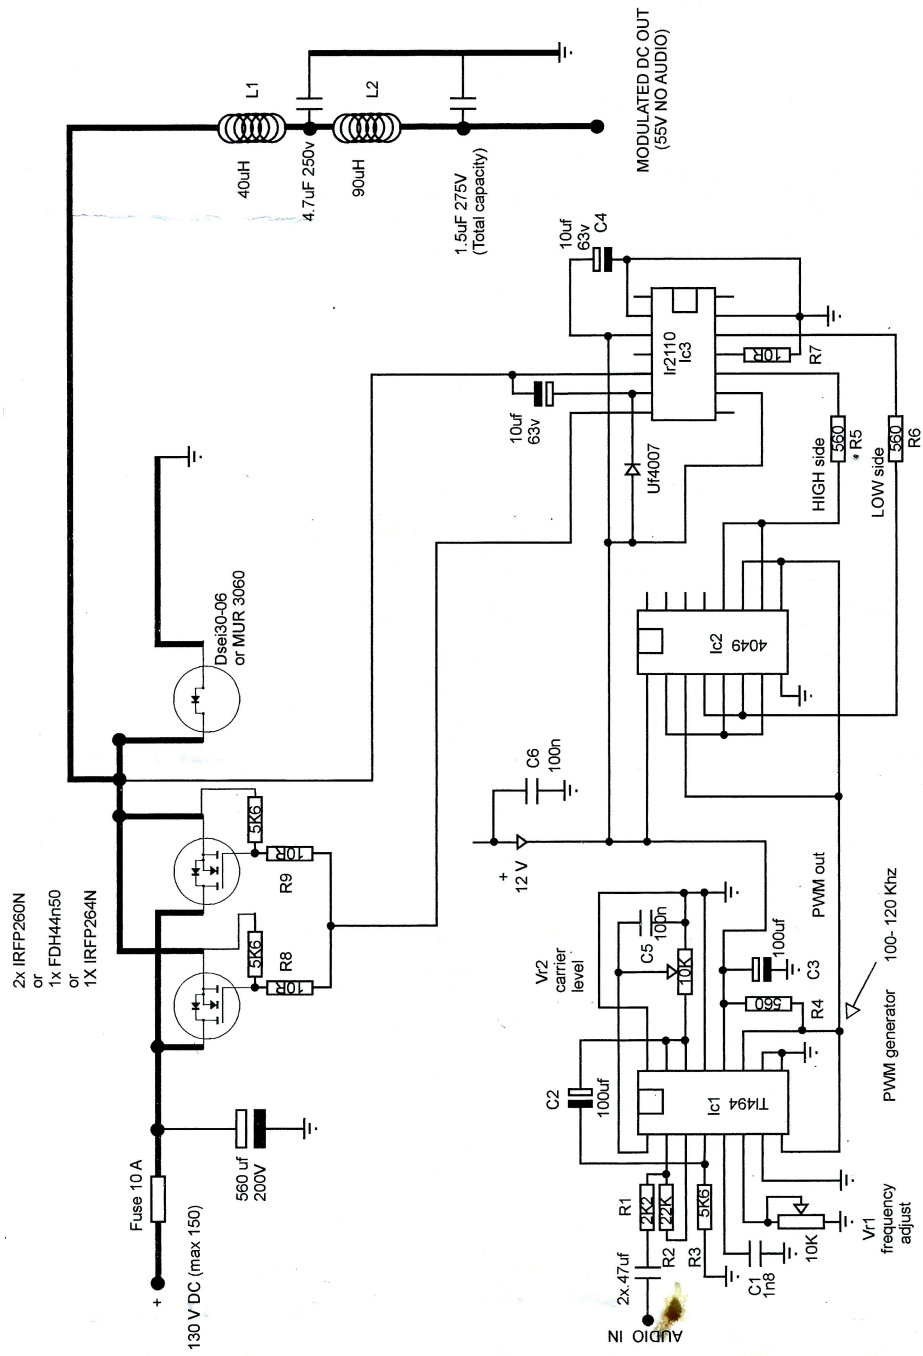 2x IRFP260N
or
1x FDH44n50
or
1X IRFP264N
Dsei30-06
or MUR 3060
L1
40uH
4.7uF 250v
L2
90uH
1.5uF 275V
(Total capacity)
MODULATED DC OUT
(55V NO AUDIO)
Fuse 10 A
+
130 V DC (max 150)
560 uf
200V
5K6
10R
R8
5K6
10R
R9
10uf
63v
10uf
63v
C4
Uf4007
Ir2110
Ic3
10R
R7
HIGH side
560
* R5
LOW side
560
R6
Ic2
4049
+
12 V
C6
100n
PWM out
100- 120 Khz
PWM generator
Vr2
carrier
level
C5
100n
10K
C2
100uf
Ic1
Tl494
C3
100uf
560
R4
R1
2K2
22K
R2
R3
5K6
2x.47uf
AUDIO IN
C1
1n8
10K
Vr1
frequency
adjust